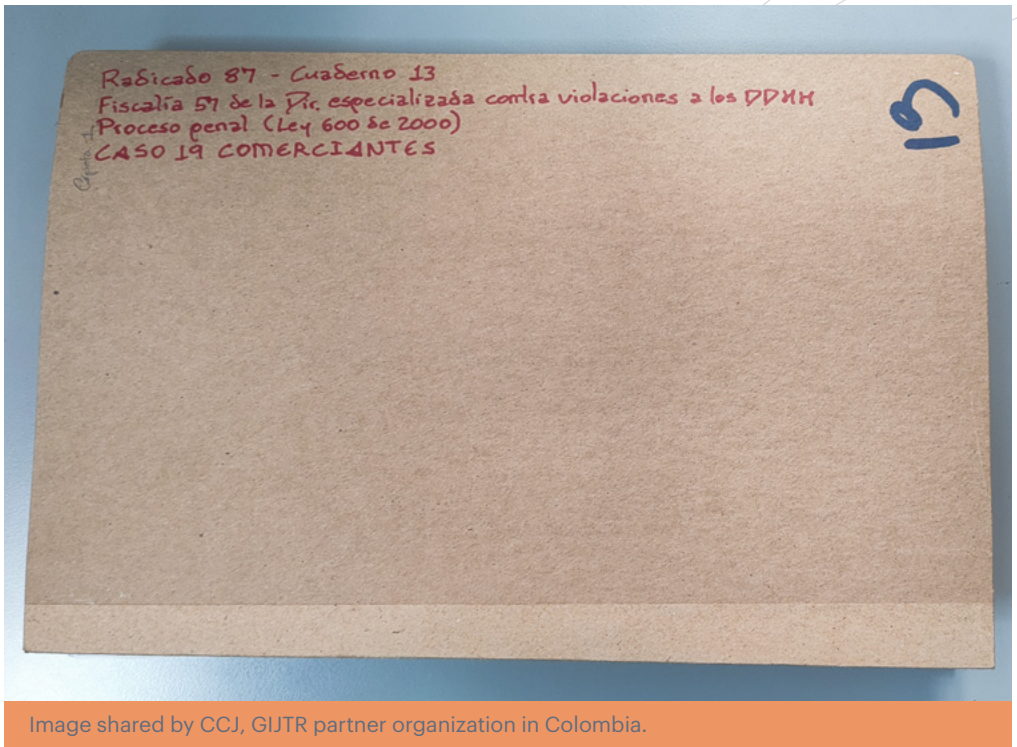 Radicado 87 - Cuaderno 13
Fiscalía 57 de la Dir. especializada contra violaciones a los DDHH
Proceso penal (Ley 600 de 2000)
CASO 19 COMERCIANTES
13
Image shared by CCJ, GIJTR partner organization in Colombia.